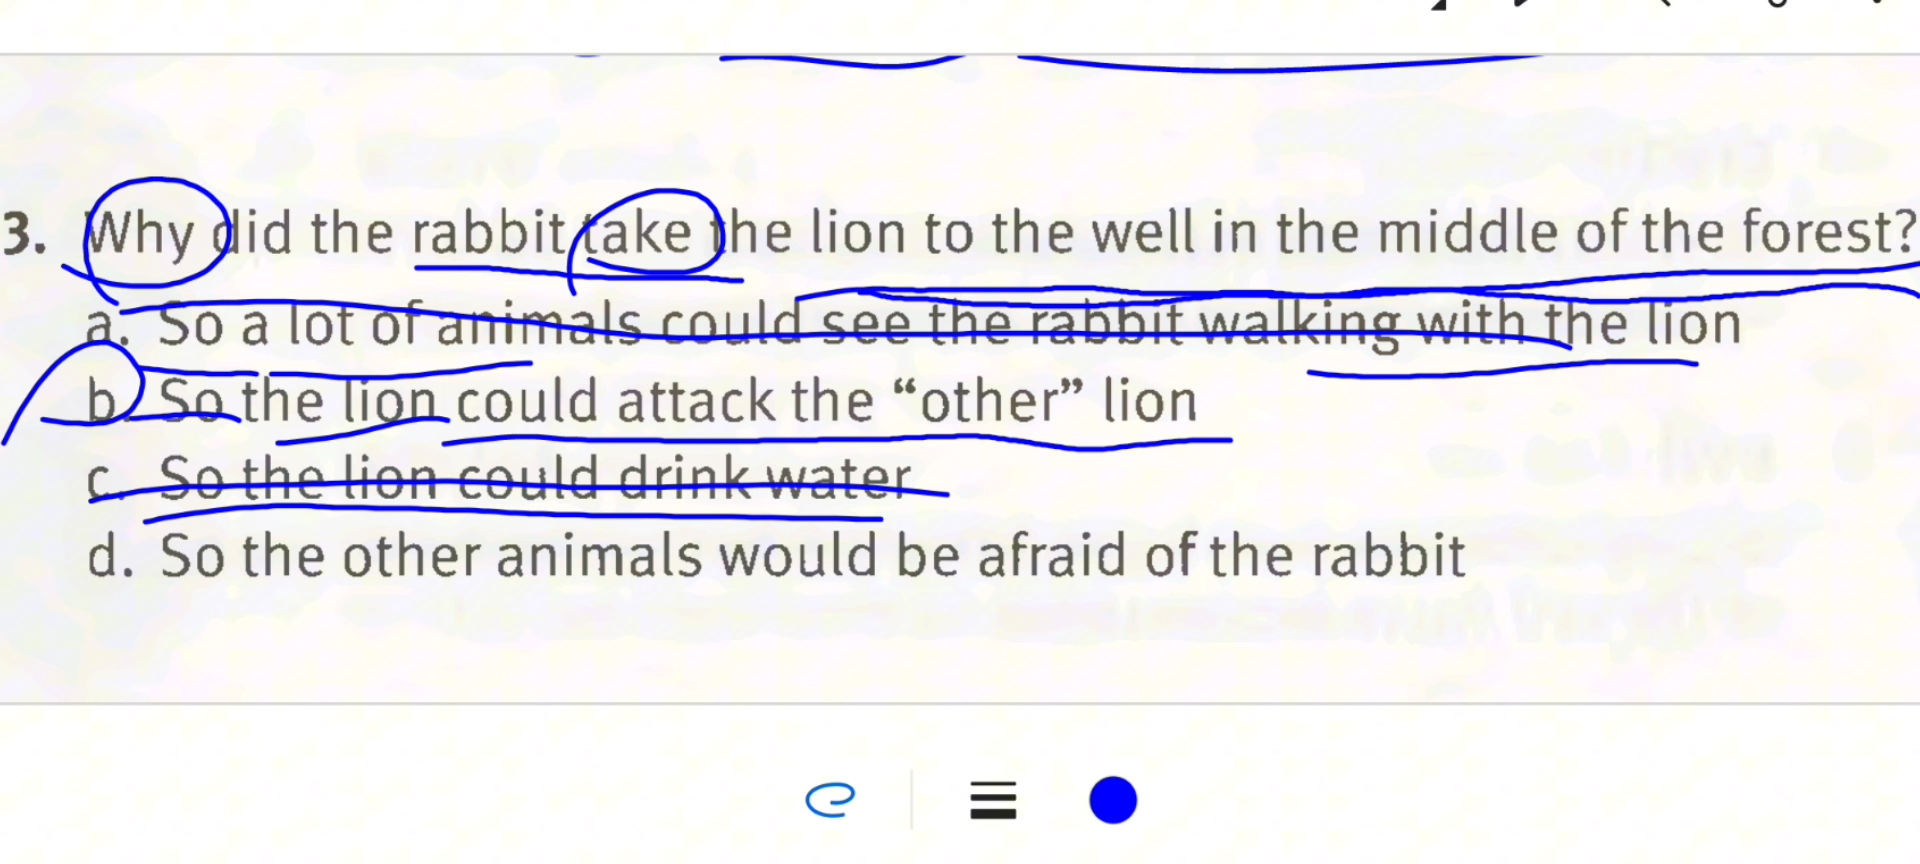 3. Why did the rabbit take the lion to the well in the middle of the forest?
a. So a lot of animals could see the rabbit walking with the lion
b. So the lion could attack the “other” lion
c. So the lion could drink water
d. So the other animals would be afraid of the rabbit